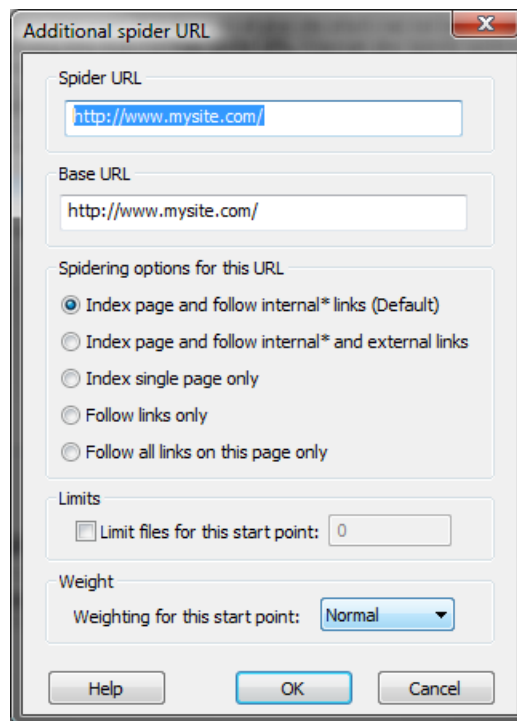 Additional spider URL
Spider URL
http://www.mysite.com/
Base URL
http://www.mysite.com/
Spidering options for this URL
Index page and follow internal* links (Default)
Index page and follow internal* and external links
Index single page only
Follow links only
Follow all links on this page only
Limits
Limit files for this start point: 0
Weight
Weighting for this start point: Normal
Help OK Cancel